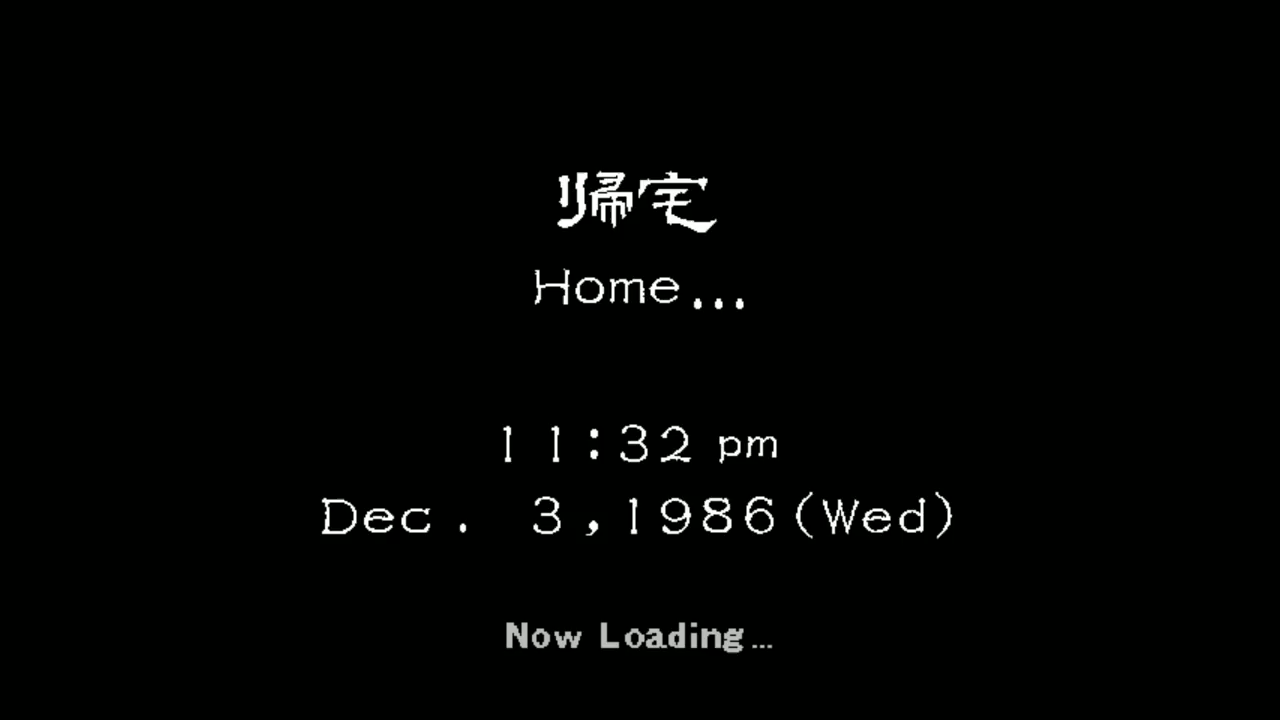 帰宅
Home...
11:32 pm
Dec. 3,1986(Wed)
Now Loading...